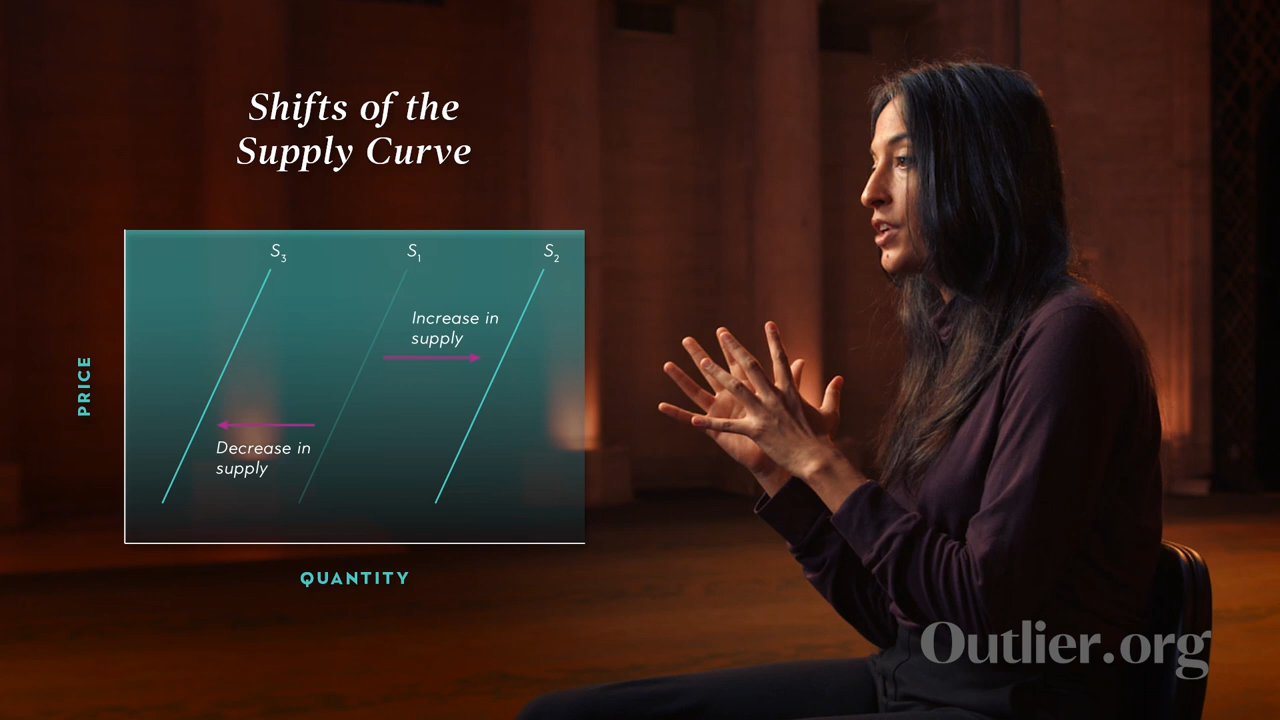 Shifts of the
Supply Curve
S3
S1
S2
Increase in
supply
Decrease in
supply
PRICE
QUANTITY
Outlier.org